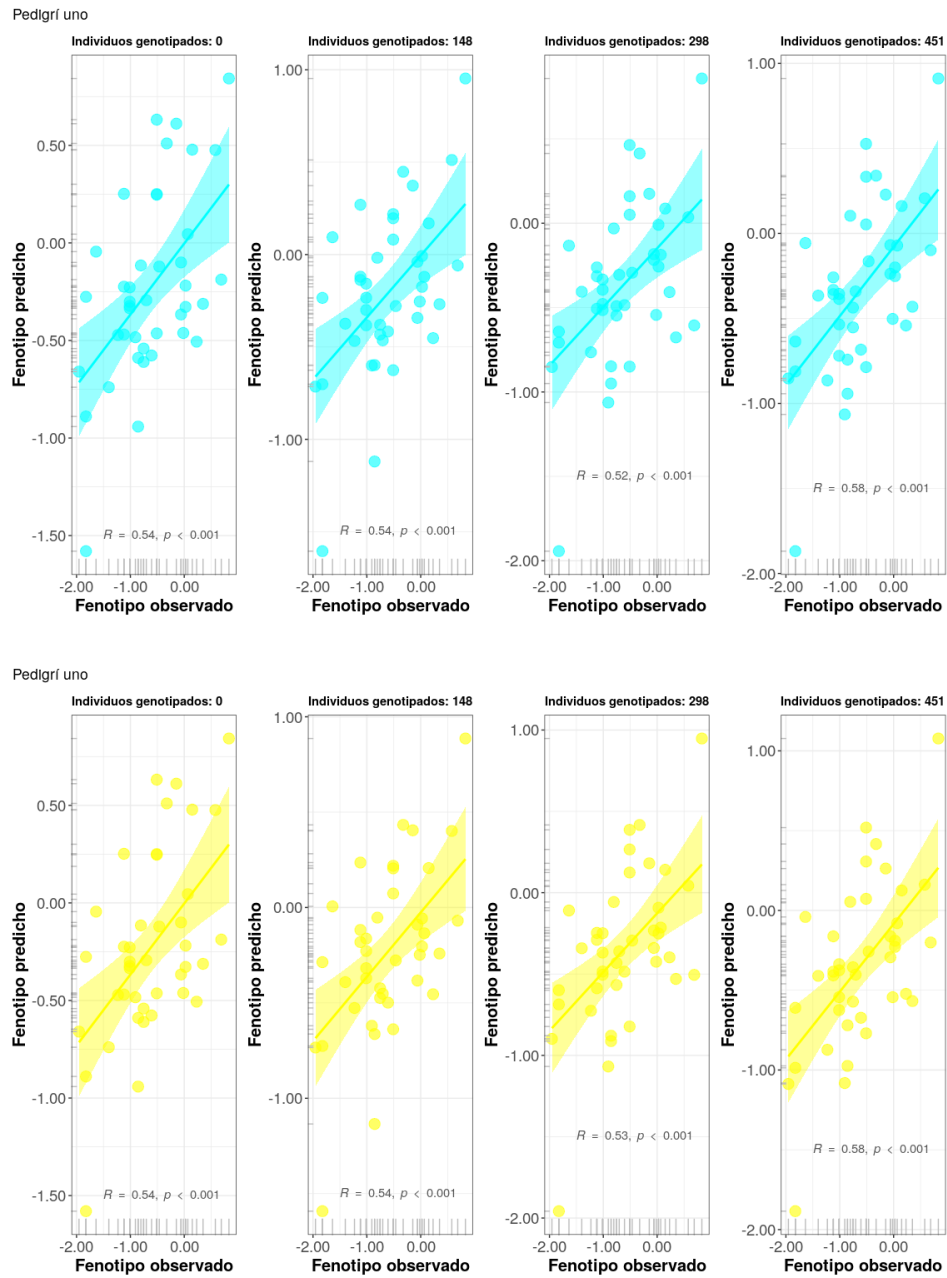 Pedigrí uno
Individuos genotipados: 0
Individuos genotipados: 148
Individuos genotipados: 298
Individuos genotipados: 451
Fenotipo predicho
0.50
0.00
-0.50
-1.00
-1.50
R = 0.54, p < 0.001
-2.00 -1.00 0.00
Fenotipo observado
Fenotipo predicho
1.00
0.00
-1.00
R = 0.54, p < 0.001
-2.00 -1.00 0.00
Fenotipo observado
Fenotipo predicho
0.00
-1.00
-2.00
R = 0.52, p < 0.001
-2.00 -1.00 0.00
Fenotipo observado
Fenotipo predicho
1.00
0.00
-1.00
-2.00
R = 0.58, p < 0.001
-2.00 -1.00 0.00
Fenotipo observado
Pedigrí uno
Individuos genotipados: 0
Individuos genotipados: 148
Individuos genotipados: 298
Individuos genotipados: 451
Fenotipo predicho
0.50
0.00
-0.50
-1.00
-1.50
R = 0.54, p < 0.001
-2.00 -1.00 0.00
Fenotipo observado
Fenotipo predicho
1.00
0.00
-1.00
R = 0.54, p < 0.001
-2.00 -1.00 0.00
Fenotipo observado
Fenotipo predicho
1.00
0.00
-1.00
-2.00
R = 0.53, p < 0.001
-2.00 -1.00 0.00
Fenotipo observado
Fenotipo predicho
1.00
0.00
-1.00
-2.00
R = 0.58, p < 0.001
-2.00 -1.00 0.00
Fenotipo observado